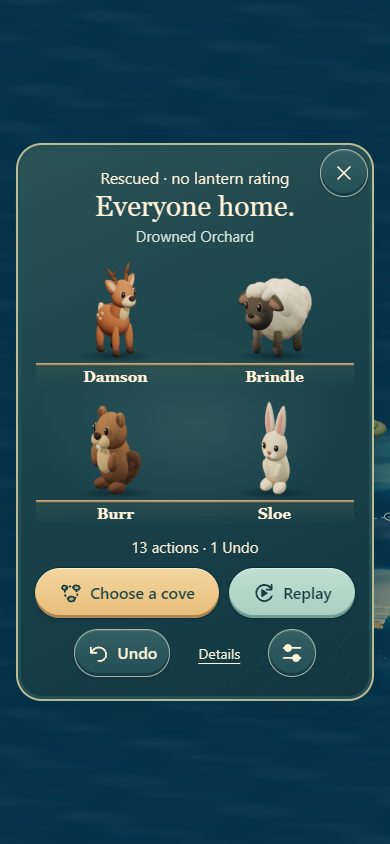 Rescued · no lantern rating
Everyone home.
Drowned Orchard
Damson
Brindle
Burr
Sloe
13 actions · 1 Undo
Choose a cove
Replay
Undo
Details